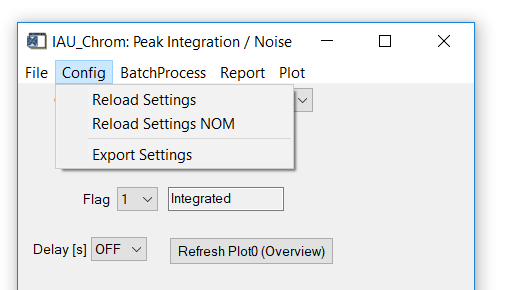 IAU_Chrom: Peak Integration / Noise
File Config BatchProcess Report Plot
Reload Settings
Reload Settings NOM
Export Settings
Flag 1 Integrated
Delay [s] OFF Refresh Plot0 (Overview)